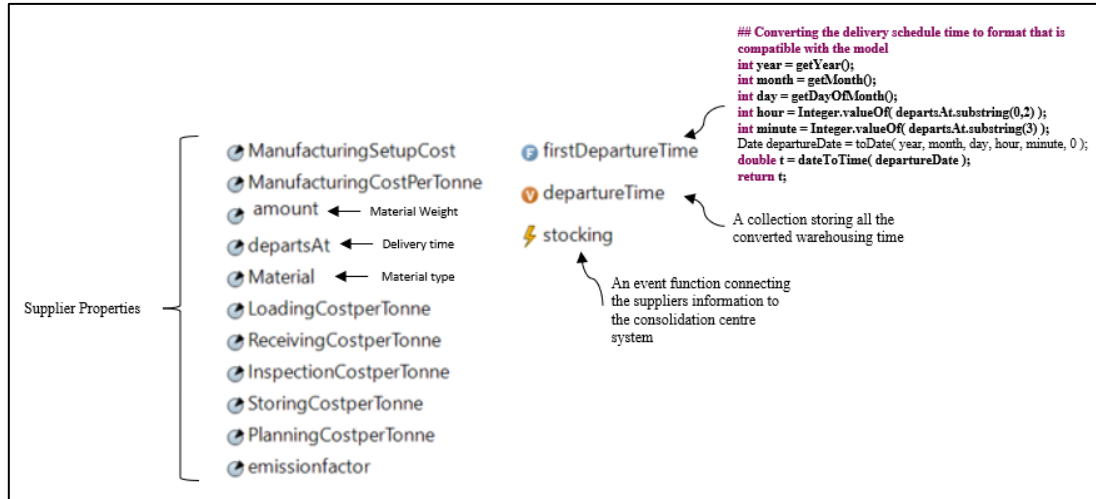 ## Converting the delivery schedule time to format that is
compatible with the model
int year = getYear();
int month = getMonth();
int day = getDayOfMonth();
int hour = Integer.valueOf( departsAt.substring(0,2) );
int minute = Integer.valueOf( departsAt.substring(3) );
Date departureDate = toDate( year, month, day, hour, minute, 0 );
double t = dateToTime( departureDate );
return t;
Supplier Properties
ManufacturingSetupCost
ManufacturingCostPerTonne
amount Material Weight
departsAt Delivery time
Material Material type
LoadingCostperTonne
ReceivingCostperTonne
InspectionCostperTonne
StoringCostperTonne
PlanningCostperTonne
emissionfactor
F firstDepartureTime
V departureTime
stocking
A collection storing all the
converted warehousing time
An event function connecting
the suppliers information to
the consolidation centre
system